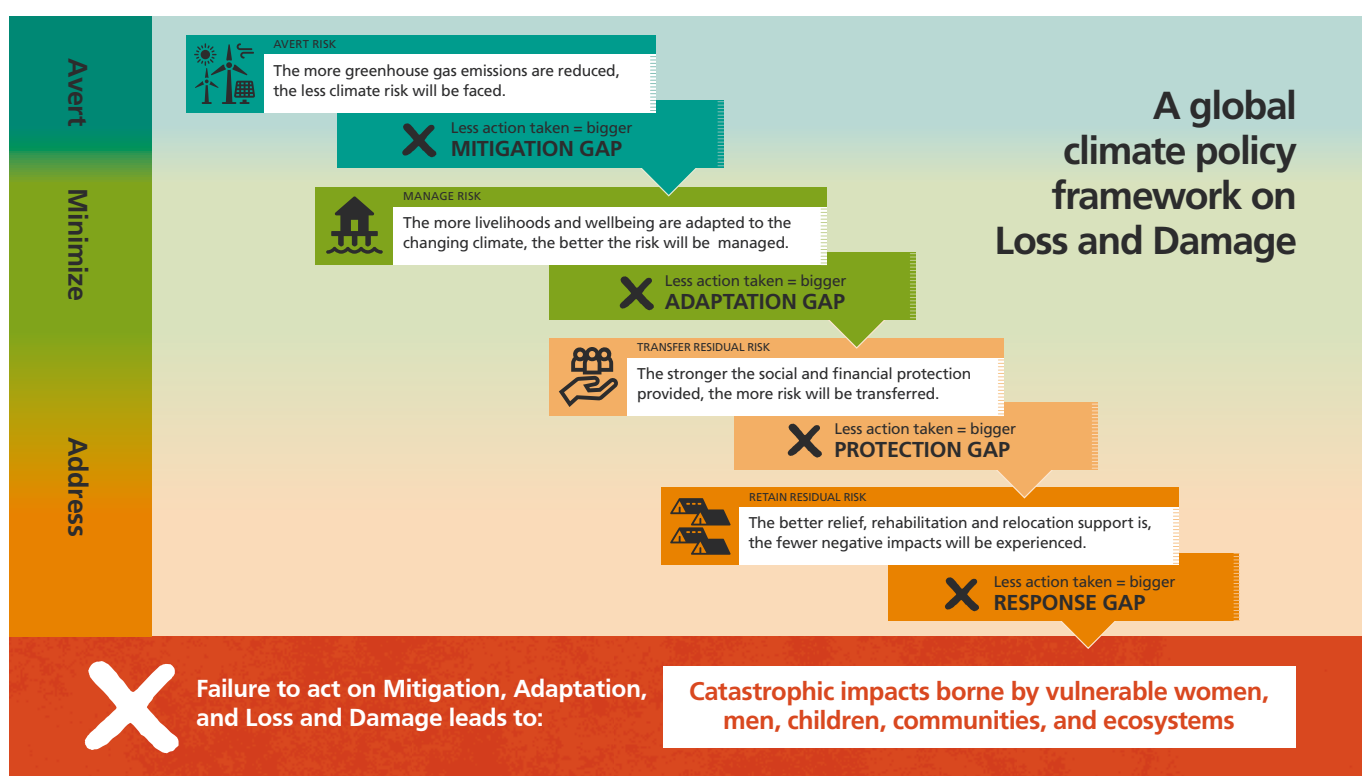 Avert
Minimize
Address
A global
climate policy
framework on
Loss and Damage
AVERT RISK
The more greenhouse gas emissions are reduced,
the less climate risk will be faced.
Less action taken = bigger
MITIGATION GAP
MANAGE RISK
The more livelihoods and wellbeing are adapted to the
changing climate, the better the risk will be managed.
Less action taken = bigger
ADAPTATION GAP
TRANSFER RESIDUAL RISK
The stronger the social and financial protection
provided, the more risk will be transferred.
Less action taken = bigger
PROTECTION GAP
RETAIN RESIDUAL RISK
The better relief, rehabilitation and relocation support is,
the fewer negative impacts will be experienced.
Less action taken = bigger
RESPONSE GAP
Failure to act on Mitigation, Adaptation,
and Loss and Damage leads to:
Catastrophic impacts borne by vulnerable women,
men, children, communities, and ecosystems